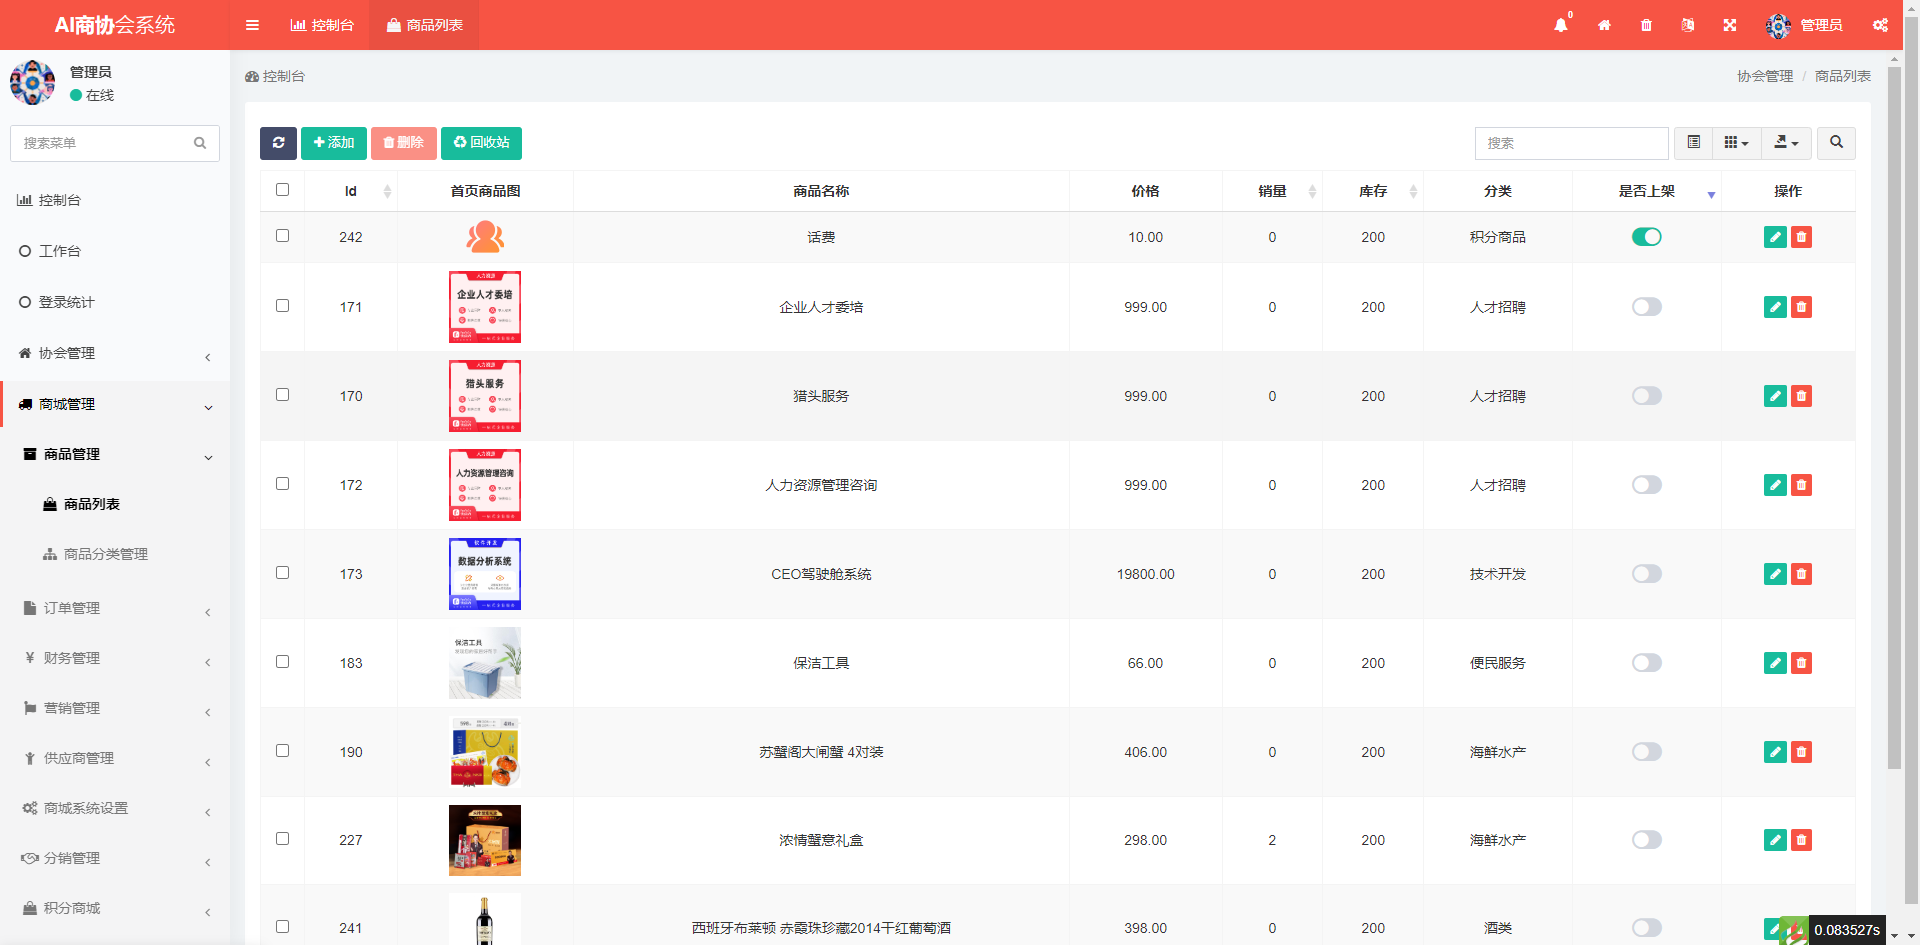 AI商协会系统
控制台
商品列表
0
管理员
管理员
在线
控制台
协会管理 / 商品列表
搜索菜单
添加
删除
回收站
搜索
控制台
工作台
登录统计
协会管理
商城管理
商品管理
商品列表
商品分类管理
订单管理
财务管理
营销管理
供应商管理
商城系统设置
分销管理
积分商城
Id 首页商品图 商品名称 价格 销量 库存 分类 是否上架 操作
242 话费 10.00 0 200 积分商品
人力资源
企业人才委培
171 企业人才委培 999.00 0 200 人才招聘
人力资源
猎头服务
170 猎头服务 999.00 0 200 人才招聘
人力资源
人力资源管理咨询
172 人力资源管理咨询 999.00 0 200 人才招聘
软件开发
数据分析系统
173 CEO驾驶舱系统 19800.00 0 200 技术开发
保洁工具
183 保洁工具 66.00 0 200 便民服务
190 苏蟹阁大闸蟹 4对装 406.00 0 200 海鲜水产
227 浓情蟹意礼盒 298.00 2 200 海鲜水产
241 西班牙布莱顿 赤霞珠珍藏2014干红葡萄酒 398.00 0 200 酒类
0.083527s